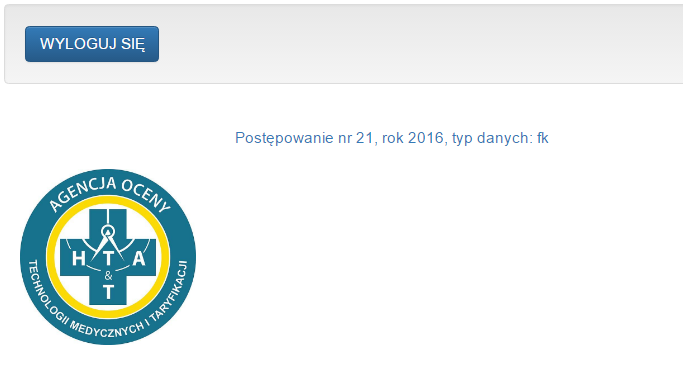 WYLOGUJ SIĘ
Postępowanie nr 21, rok 2016, typ danych: fk
AGENCJA OCENY
H T A
&
T
TECHNOLOGII MEDYCZNYCH I TARYFIKACJI